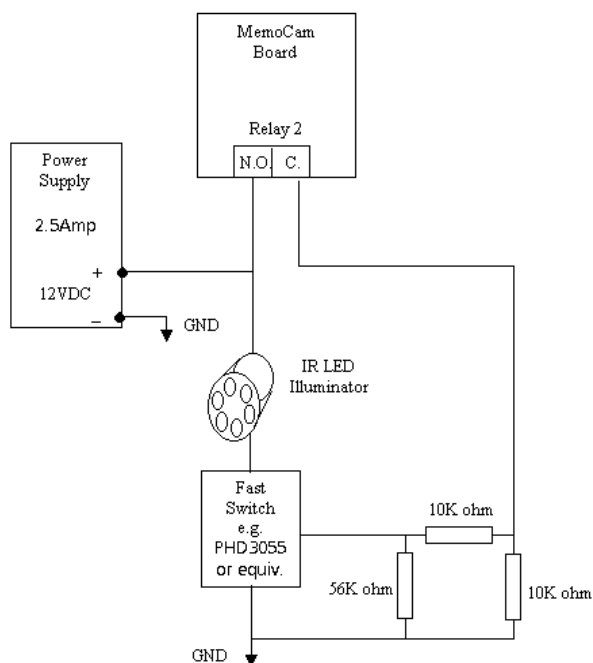 MemoCam
Board
Relay 2
N.O. C.
Power
Supply
2.5Amp
+
12VDC
–
GND
IR LED
Illuminator
Fast
Switch
e.g.
PHD3055
or equiv.
10K ohm
56K ohm
10K ohm
GND